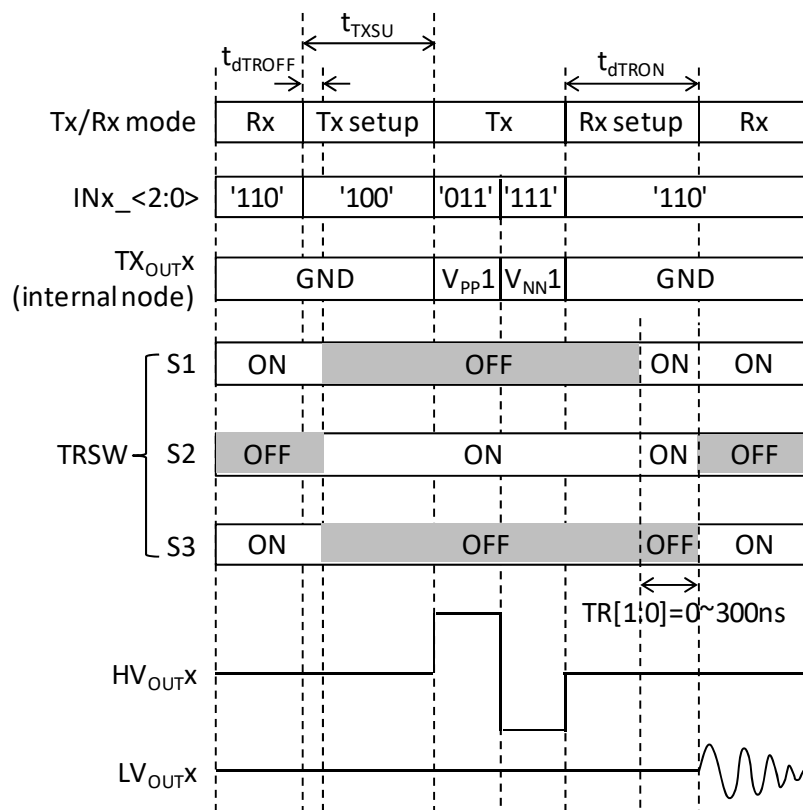 tTXSU
tdTROFF
tdTRON
Tx/Rx mode Rx Tx setup Tx Rx setup Rx
INx_<2:0> '110' '100' '011' '111' '110'
TXOUTx
(internal node)
GND VPP1 VNN1 GND
TRSW
S1 ON OFF ON ON
S2 OFF ON ON OFF
S3 ON OFF OFF ON
TR[1:0]=0~300ns
HVOUTx
LVOUTx